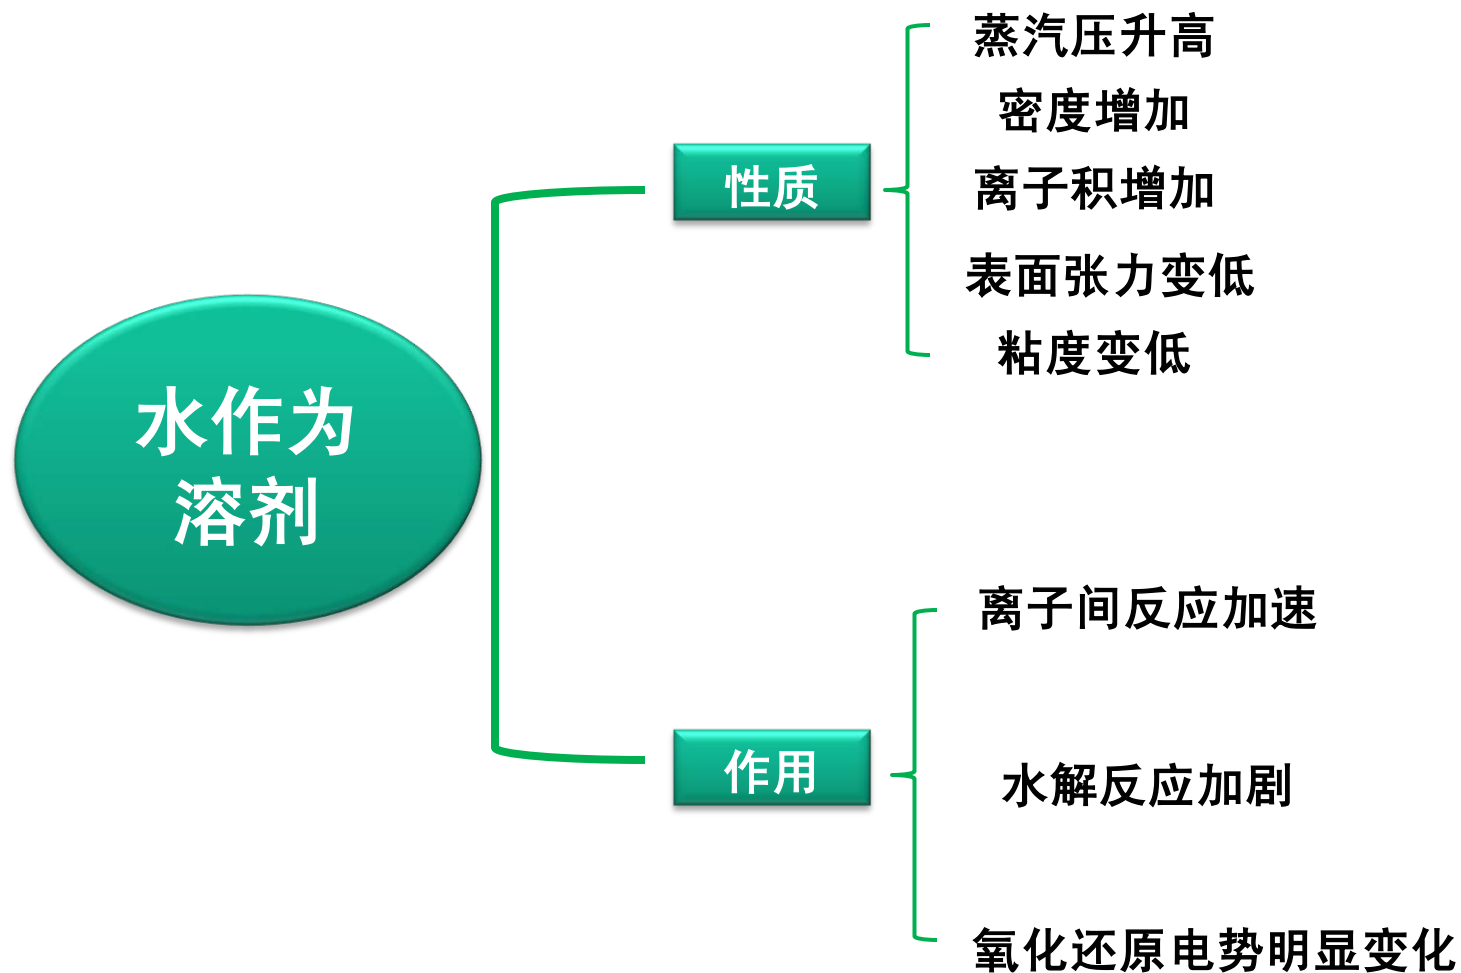 水作为
溶剂
性质
蒸汽压升高
密度增加
离子积增加
表面张力变低
粘度变低
作用
离子间反应加速
水解反应加剧
氧化还原电势明显变化